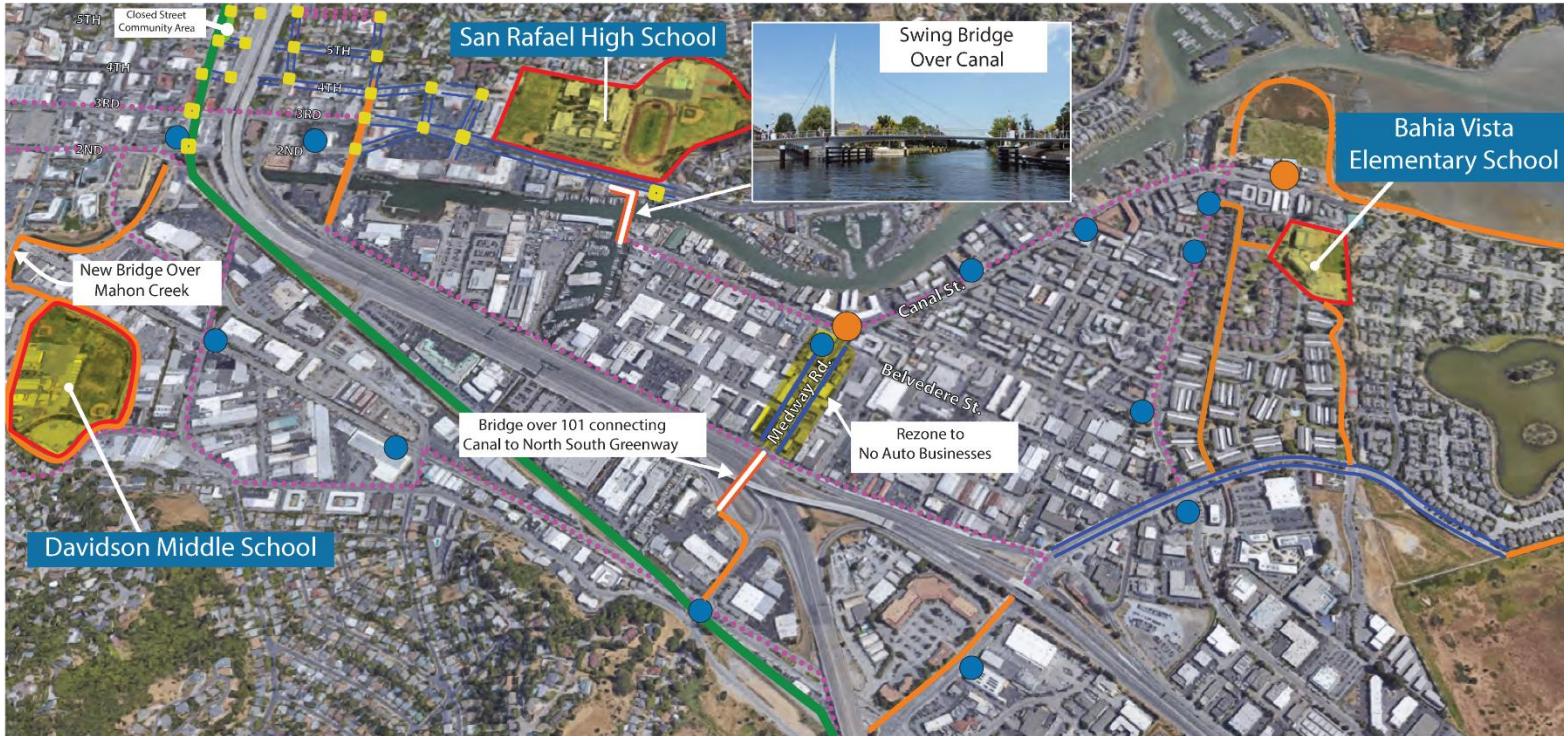 5TH
Closed Street
Community Area
San Rafael High School
Swing Bridge
Over Canal
5TH
4TH
4TH
3RD
3RD
2ND
2ND
Bahia Vista
Elementary School
New Bridge Over
Mahon Creek
Canal St.
Medway Rd.
Belvedere St.
Bridge over 101 connecting
Canal to North South Greenway
Rezone to
No Auto Businesses
Davidson Middle School